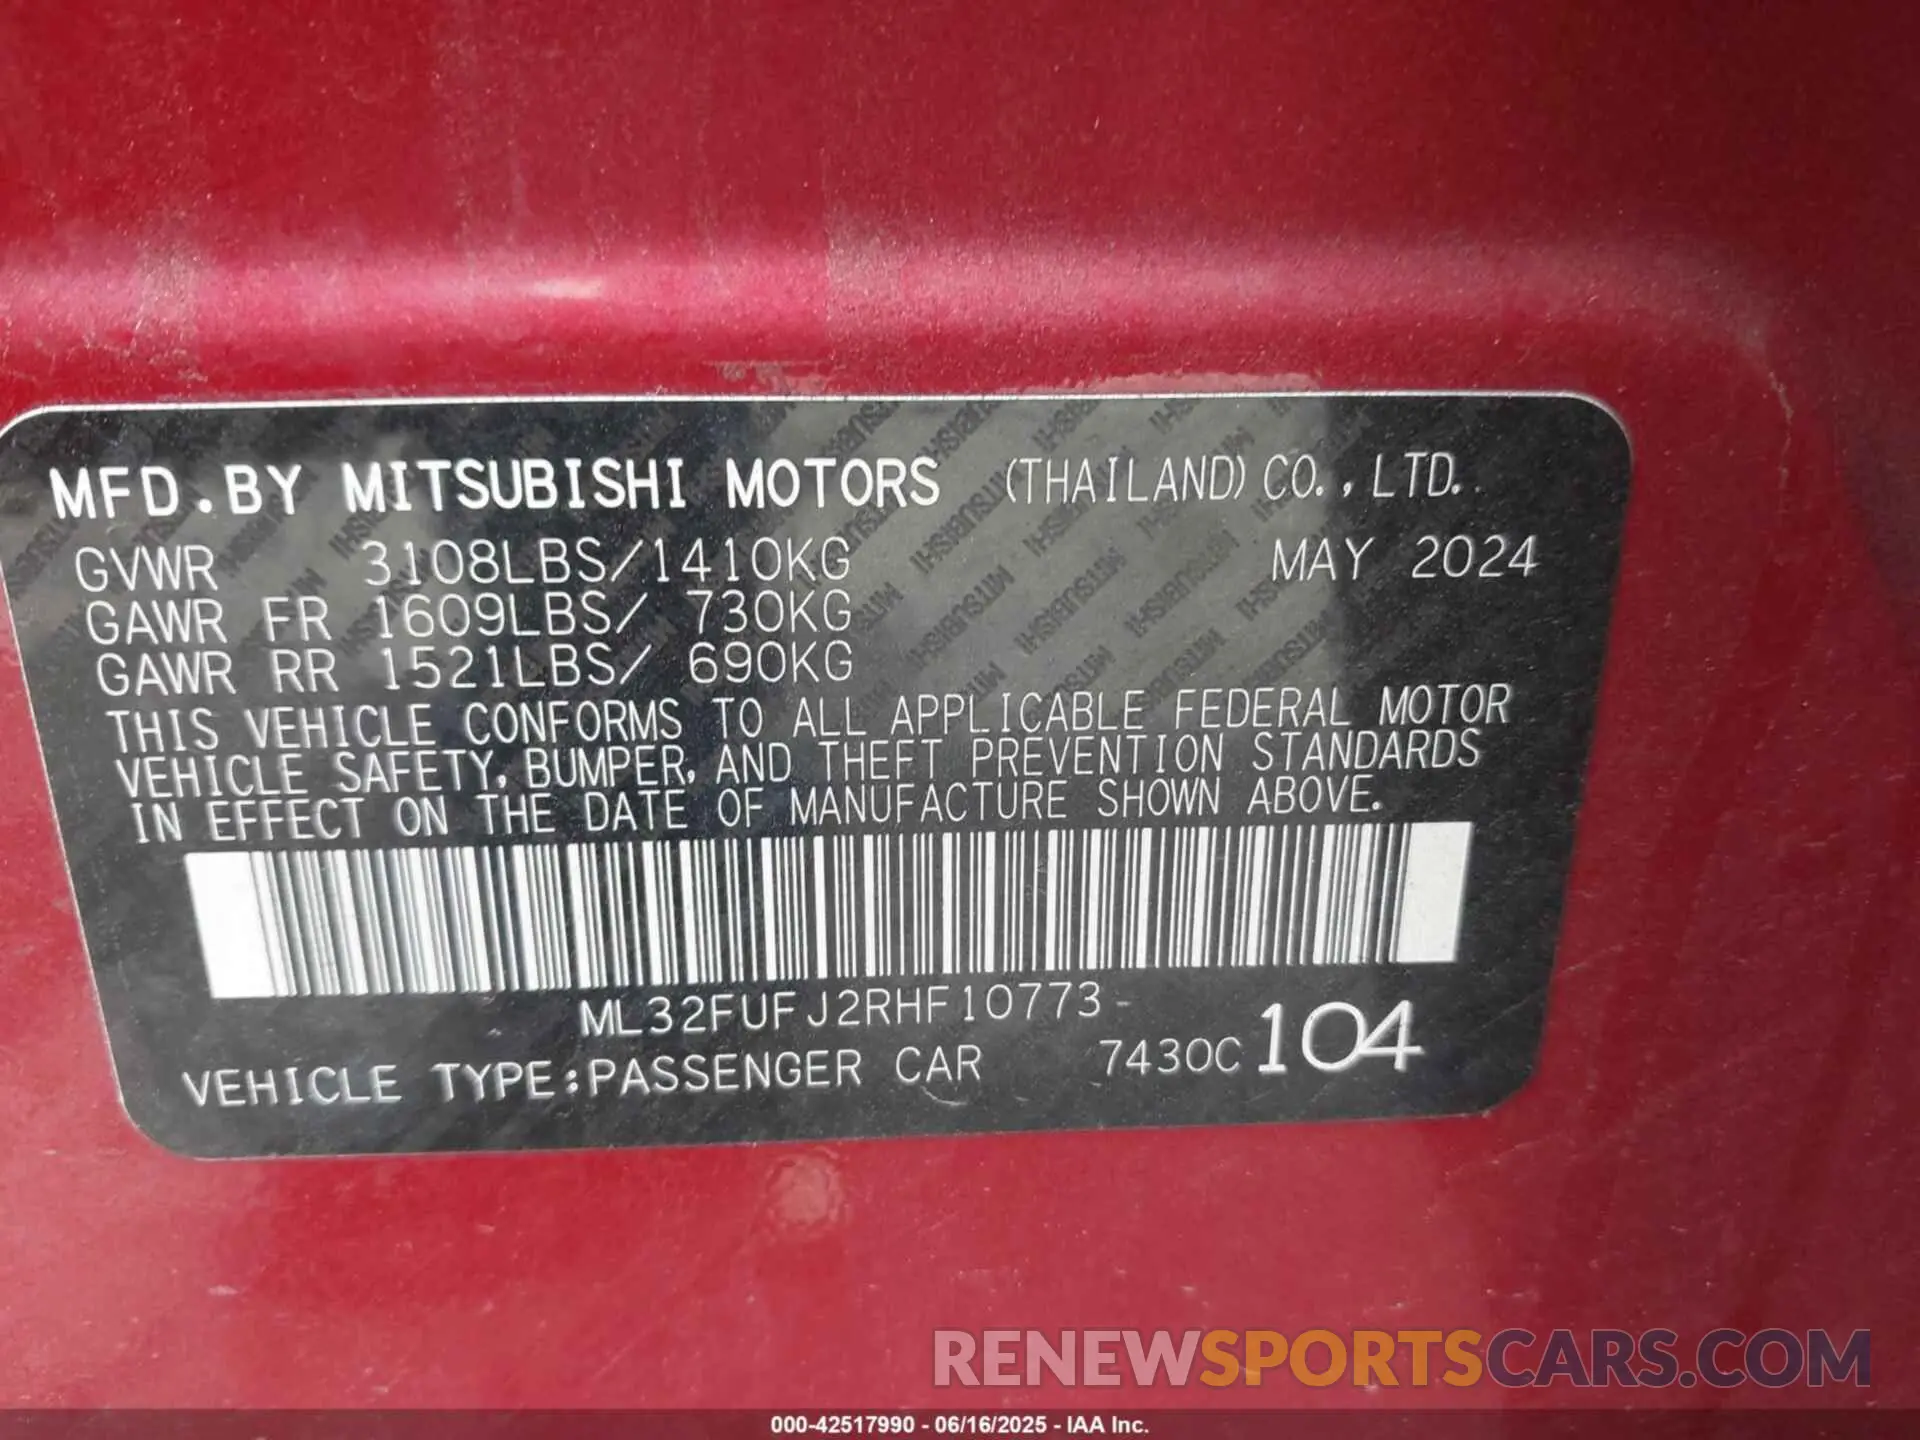 MFD.BY MITSUBISHI MOTORS (THAILAND) CO.,LTD.
GVWR 3108LBS/1410KG MAY 2024
GAWR FR 1609LBS/ 730KG
GAWR RR 1521LBS/ 690KG
THIS VEHICLE CONFORMS TO ALL APPLICABLE FEDERAL MOTOR
VEHICLE SAFETY, BUMPER, AND THEFT PREVENTION STANDARDS
IN EFFECT ON THE DATE OF MANUFACTURE SHOWN ABOVE.
ML32FUFJ2RHF10773
VEHICLE TYPE:PASSENGER CAR 7430C 104
RENEWSPORTSCARS.COM
000-42517990 - 06/16/2025 - IAA Inc.